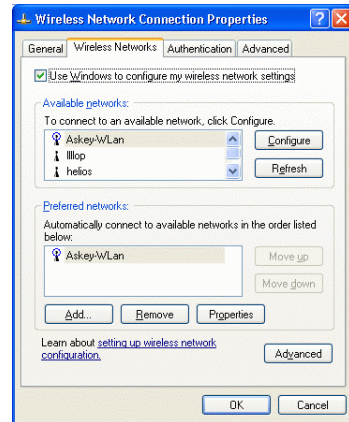 Wireless Network Connection Properties
General Wireless Networks Authentication Advanced
Use Windows to configure my wireless network settings
Available networks:
To connect to an available network, click Configure.
Askey-WLan
Configure
llllop
helios
Refresh
Preferred networks:
Automatically connect to available networks in the order listed
below:
Askey-WLan
Move up
Move down
Add... Remove Properties
Learn about setting up wireless network
configuration.
Advanced
OK Cancel